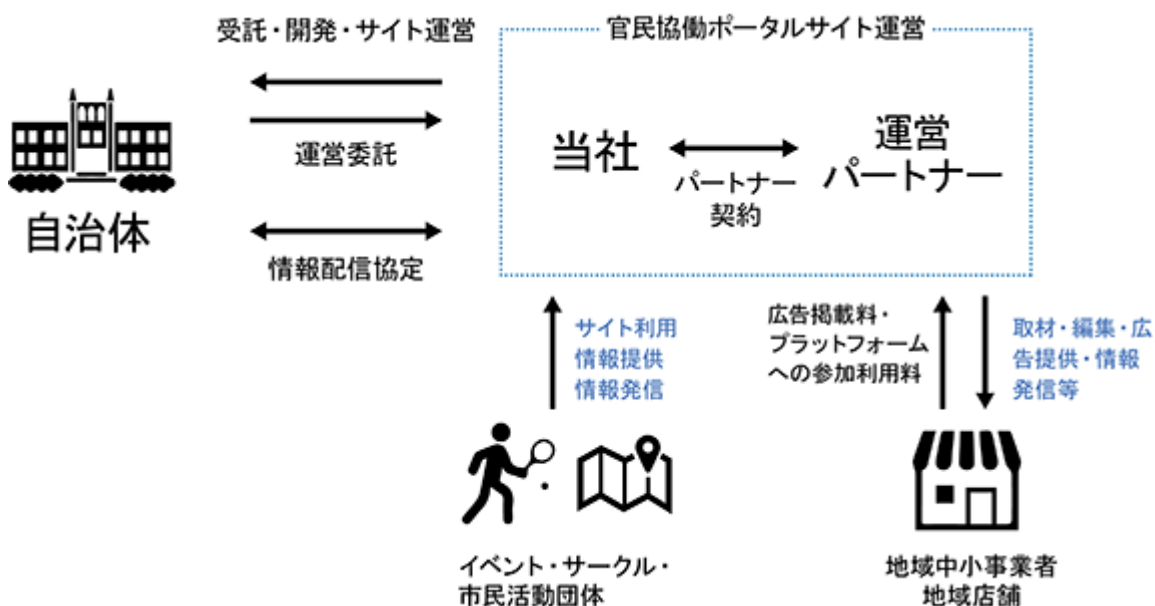 受託・開発・サイト運営
官民協働ポータルサイト運営
運営委託
当社
パートナー
契約
運営
パートナー
自治体
情報配信協定
サイト利用
情報提供
情報発信
広告掲載料・
プラットフォーム
への参加利用料
取材・編集・広
告提供・情報
発信等
イベント・サークル・
市民活動団体
地域中小事業者
地域店舗